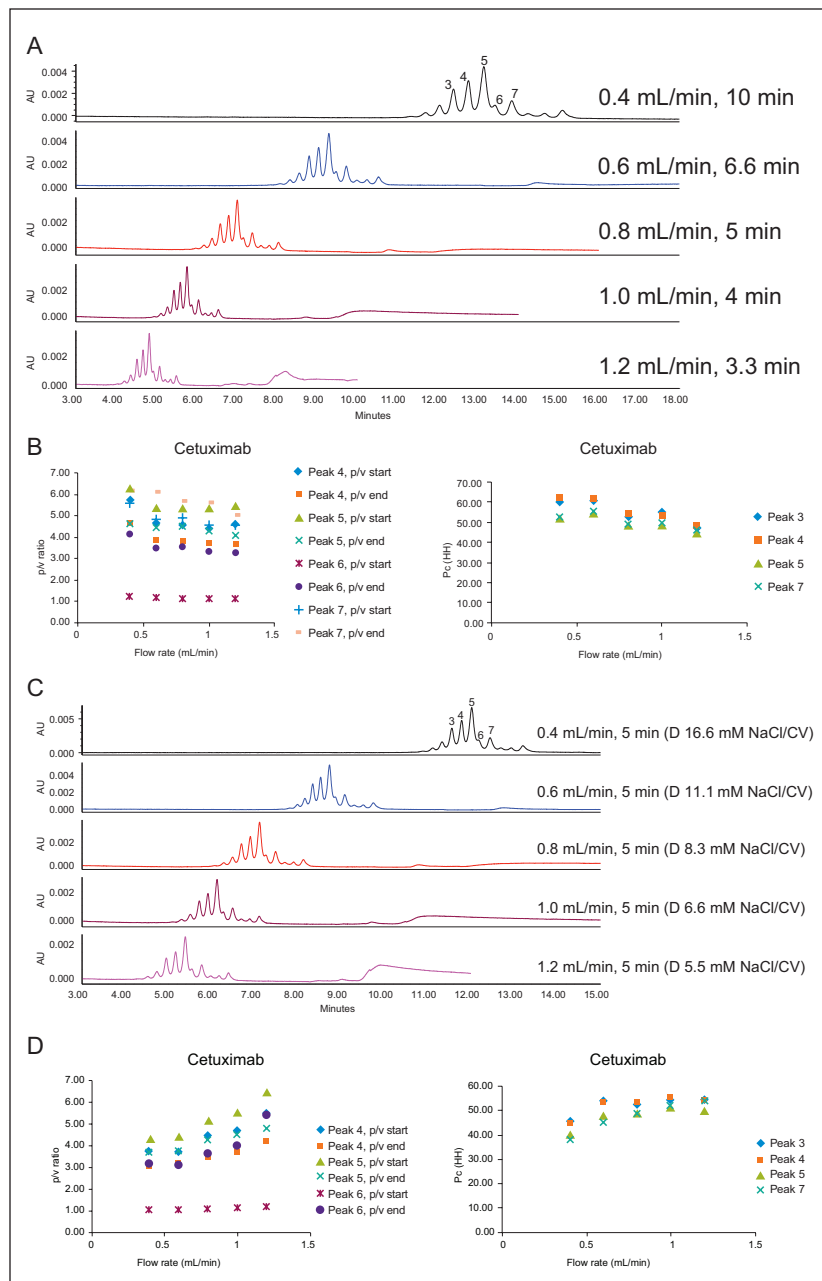 A
AU
0.004
0.002
0.000
3
4
5
6
7
0.4 mL/min, 10 min
AU
0.004
0.002
0.000
0.6 mL/min, 6.6 min
AU
0.002
0.000
0.8 mL/min, 5 min
AU
0.002
0.000
1.0 mL/min, 4 min
AU
0.002
0.000
1.2 mL/min, 3.3 min
3.00 4.00 5.00 6.00 7.00 8.00 9.00 10.00 11.00 12.00 13.00 14.00 15.00 16.00 17.00 18.00
Minutes
B
Cetuximab
p/v ratio
7.00
6.00
5.00
4.00
3.00
2.00
1.00
0.00
0 0.5 1 1.5
Flow rate (mL/min)
Peak 4, p/v start
Peak 4, p/v end
Peak 5, p/v start
Peak 5, p/v end
Peak 6, p/v start
Peak 6, p/v end
Peak 7, p/v start
Peak 7, p/v end
Cetuximab
Pc (HH)
70.00
60.00
50.00
40.00
30.00
20.00
10.00
0.00
0 0.5 1 1.5
Flow rate (mL/min)
Peak 3
Peak 4
Peak 5
Peak 7
C
AU
0.005
0.000
3
4
5
6
7
0.4 mL/min, 5 min (D 16.6 mM NaCl/CV)
AU
0.004
0.002
0.000
0.6 mL/min, 5 min (D 11.1 mM NaCl/CV)
AU
0.002
0.000
0.8 mL/min, 5 min (D 8.3 mM NaCl/CV)
AU
0.002
0.000
1.0 mL/min, 5 min (D 6.6 mM NaCl/CV)
AU
0.002
0.000
1.2 mL/min, 5 min (D 5.5 mM NaCl/CV)
3.00 4.00 5.00 6.00 7.00 8.00 9.00 10.00 11.00 12.00 13.00 14.00 15.00
Minutes
D
Cetuximab
p/v ratio
7.00
6.00
5.00
4.00
3.00
2.00
1.00
0.00
0 0.5 1 1.5
Flow rate (mL/min)
Peak 4, p/v start
Peak 4, p/v end
Peak 5, p/v start
Peak 5, p/v end
Peak 6, p/v start
Peak 6, p/v end
Cetuximab
Pc (HH)
60.00
50.00
40.00
30.00
20.00
10.00
0.00
0 0.5 1 1.5
Flow rate (mL/min)
Peak 3
Peak 4
Peak 5
Peak 7